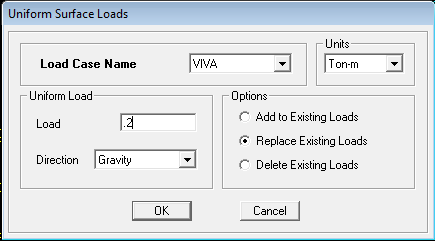 Uniform Surface Loads
Units
Load Case Name VIVA Ton-m
Uniform Load Options
Load .2 Add to Existing Loads
Replace Existing Loads
Direction Gravity Delete Existing Loads
OK Cancel